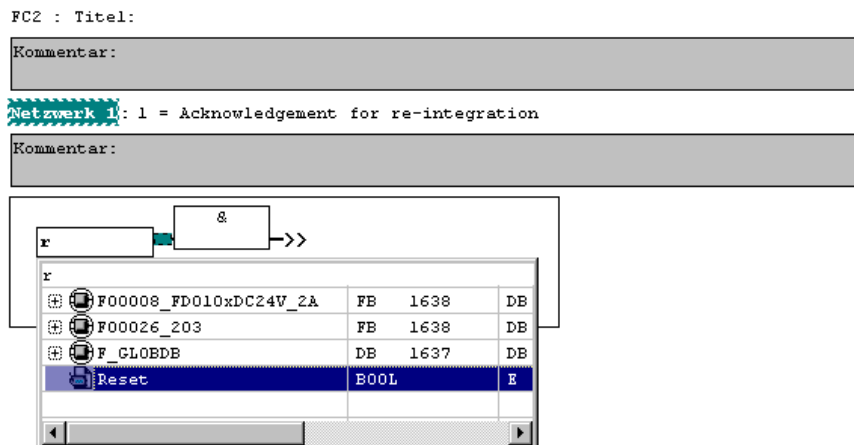 FC2 : Titel:
Kommentar:
Netzwerk 1: 1 = Acknowledgement for re-integration
Kommentar:
&
r
r
F00008_FDO10xDC24V_2A FB 1638 DB
F00026_203 FB 1638 DB
F_GLOBDB DB 1637 DB
Reset BOOL E